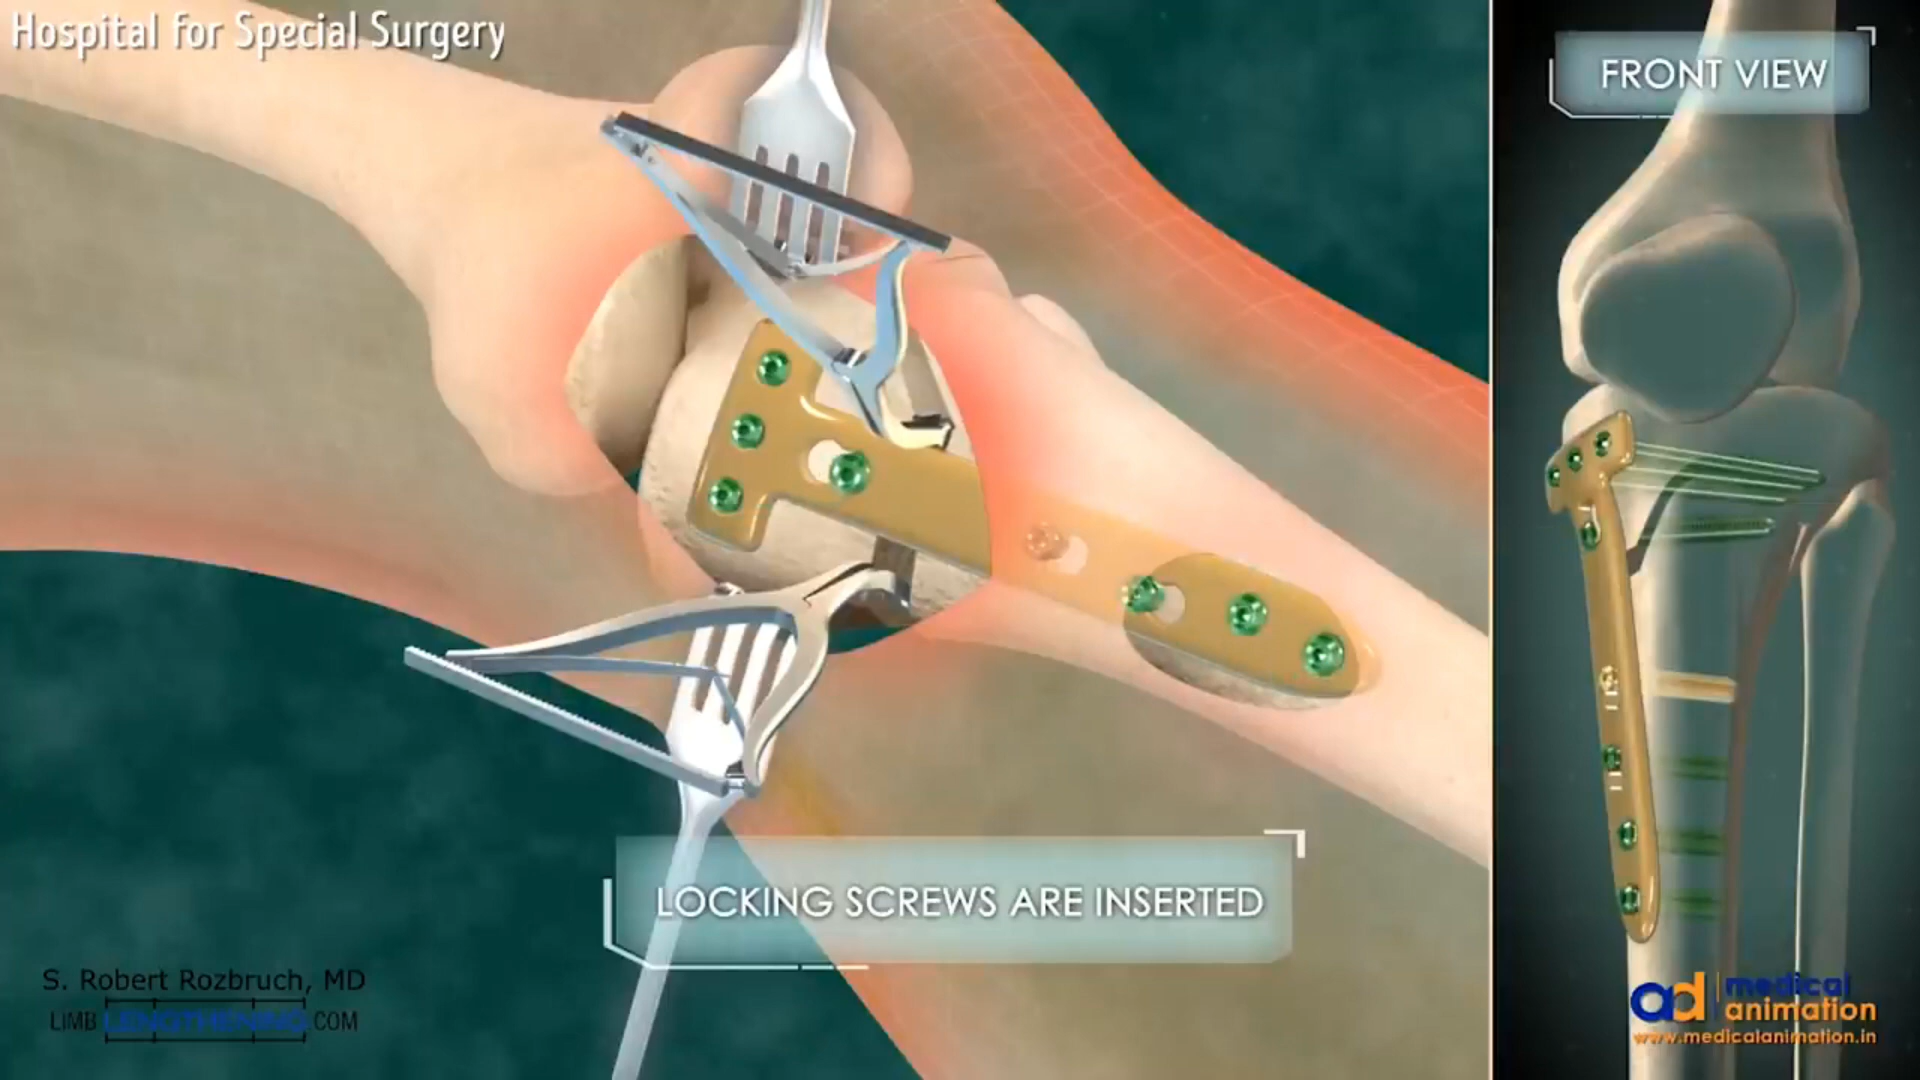 Hospital for Special Surgery
FRONT VIEW
LOCKING SCREWS ARE INSERTED
S. Robert Rozbruch, MD
LIMB LENGTHENING.COM
ad medical
animation
www.medicalanimation.in